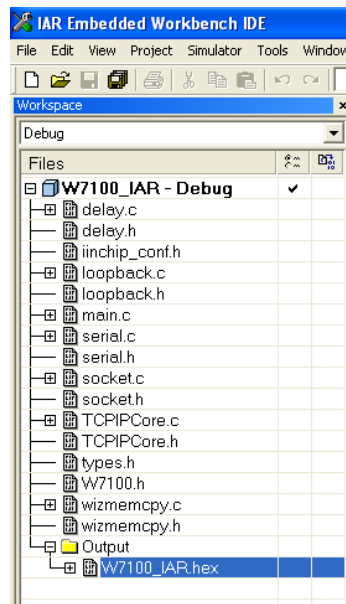 IAR Embedded Workbench IDE
File Edit View Project Simulator Tools Window
Workspace
Debug
Files
W7100_IAR - Debug
delay.c
delay.h
iinchip_conf.h
loopback.c
loopback.h
main.c
serial.c
serial.h
socket.c
socket.h
TCPIPCore.c
TCPIPCore.h
types.h
W7100.h
wizmemcpy.c
wizmemcpy.h
Output
W7100_IAR.hex